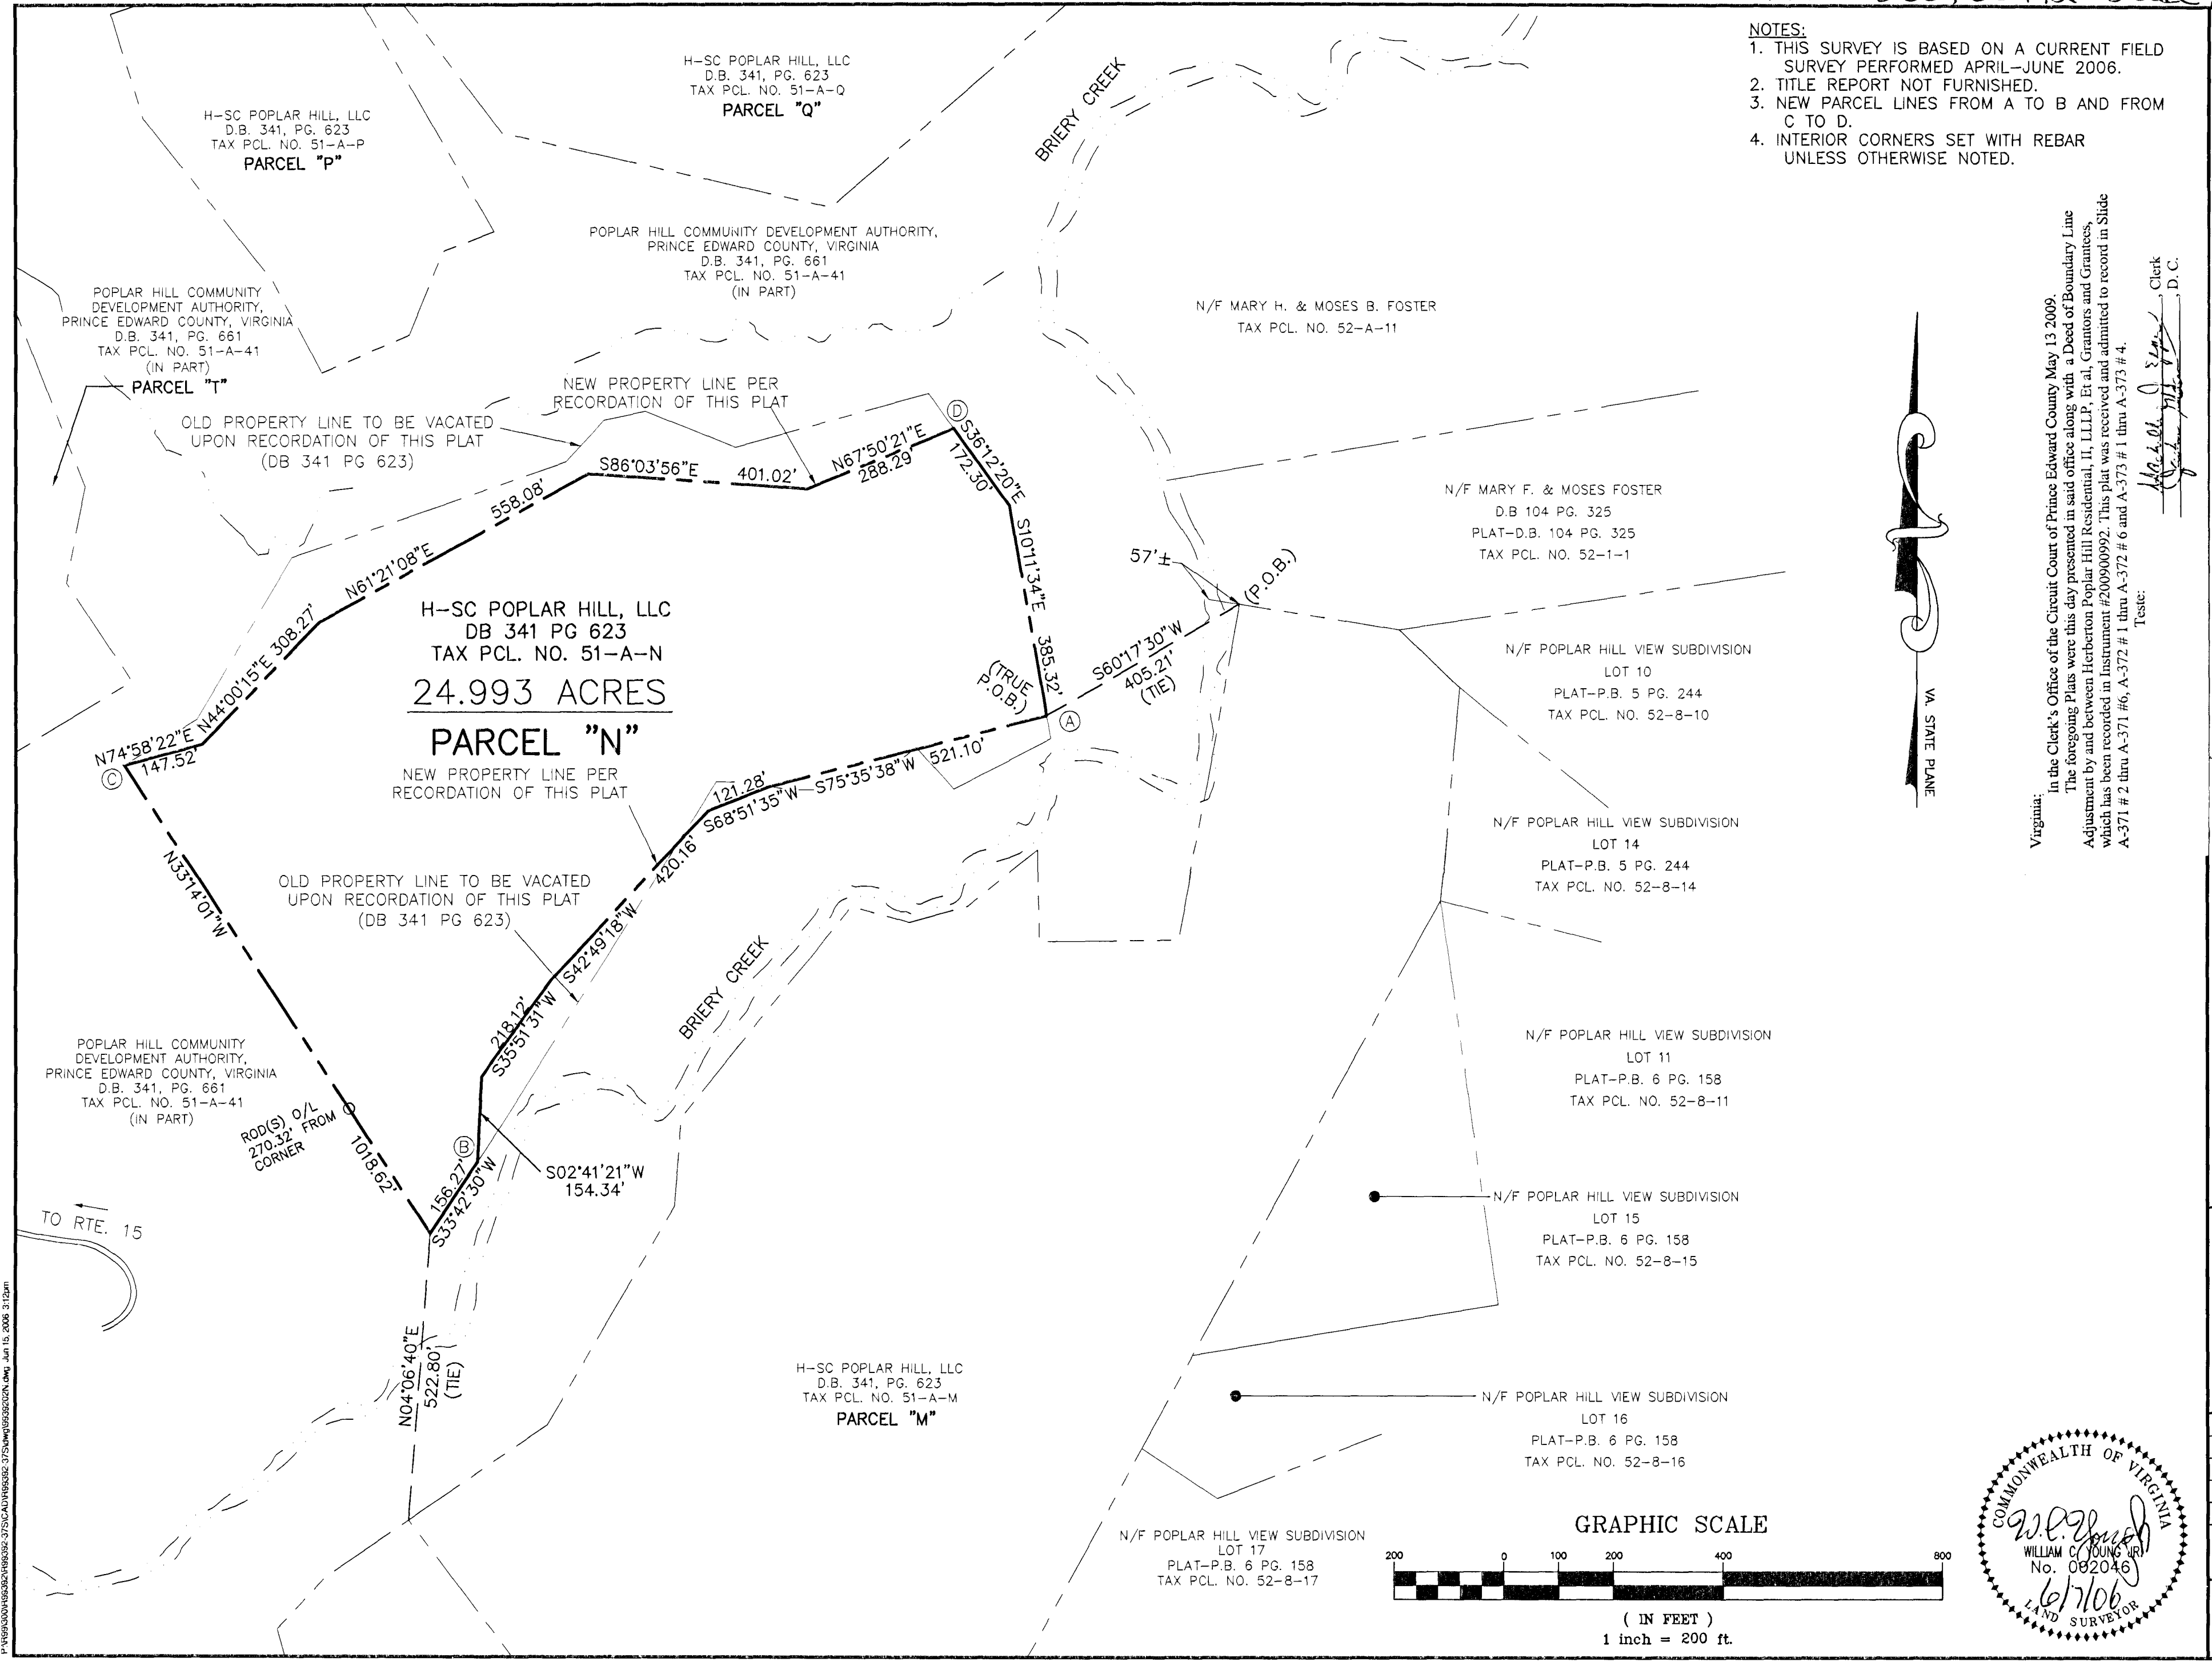 NOTES:
1. THIS SURVEY IS BASED ON A CURRENT FIELD
SURVEY PERFORMED APRIL-JUNE 2006.
2. TITLE REPORT NOT FURNISHED.
3. NEW PARCEL LINES FROM A TO B AND FROM
C TO D.
4. INTERIOR CORNERS SET WITH REBAR
UNLESS OTHERWISE NOTED.
H-SC POPLAR HILL, LLC
D.B. 341, PG. 623
TAX PCL. NO. 51-A-Q
PARCEL "Q"
H-SC POPLAR HILL, LLC
D.B. 341, PG. 623
TAX PCL. NO. 51-A-P
PARCEL "P"
BRIERY CREEK
POPLAR HILL COMMUNITY DEVELOPMENT AUTHORITY,
PRINCE EDWARD COUNTY, VIRGINIA
D.B. 341, PG. 661
TAX PCL. NO. 51-A-41
(IN PART)
POPLAR HILL COMMUNITY
DEVELOPMENT AUTHORITY,
PRINCE EDWARD COUNTY, VIRGINIA
D.B. 341, PG. 661
TAX PCL. NO. 51-A-41
(IN PART)
PARCEL "T"
N/F MARY H. & MOSES B. FOSTER
TAX PCL. NO. 52-A-11
NEW PROPERTY LINE PER
RECORDATION OF THIS PLAT
OLD PROPERTY LINE TO BE VACATED
UPON RECORDATION OF THIS PLAT
(DB 341 PG 623)
D
S36°12'20"E
172.30'
N67°50'21"E
288.29'
S86°03'56"E 401.02'
558.08'
N61°21'08"E
S10°11'34"E 385.32'
N/F MARY F. & MOSES FOSTER
D.B 104 PG. 325
PLAT-D.B. 104 PG. 325
TAX PCL. NO. 52-1-1
57'±
(P.O.B.)
S60°17'30"W
405.21'
(TIE)
(TRUE
P.O.B.)
A
H-SC POPLAR HILL, LLC
DB 341 PG 623
TAX PCL. NO. 51-A-N
24.993 ACRES
PARCEL "N"
N44°00'15"E 308.27'
N74°58'22"E
147.52'
C
NEW PROPERTY LINE PER
RECORDATION OF THIS PLAT
521.10'
S75°35'38"W
121.28'
S68°51'35"W
420.16'
S42°49'18"W
N/F POPLAR HILL VIEW SUBDIVISION
LOT 10
PLAT-P.B. 5 PG. 244
TAX PCL. NO. 52-8-10
N/F POPLAR HILL VIEW SUBDIVISION
LOT 14
PLAT-P.B. 5 PG. 244
TAX PCL. NO. 52-8-14
N33°14'01"W
OLD PROPERTY LINE TO BE VACATED
UPON RECORDATION OF THIS PLAT
(DB 341 PG 623)
BRIERY CREEK
218.12'
S35°51'31"W
POPLAR HILL COMMUNITY
DEVELOPMENT AUTHORITY,
PRINCE EDWARD COUNTY, VIRGINIA
D.B. 341, PG. 661
TAX PCL. NO. 51-A-41
(IN PART)
ROD(S) O/L
270.32' FROM
CORNER
1018.62'
B
156.27'
S33°42'30"W
S02°41'21"W
154.34'
TO RTE. 15
N04°06'40"E
522.80'
(TIE)
H-SC POPLAR HILL, LLC
D.B. 341, PG. 623
TAX PCL. NO. 51-A-M
PARCEL "M"
N/F POPLAR HILL VIEW SUBDIVISION
LOT 11
PLAT-P.B. 6 PG. 158
TAX PCL. NO. 52-8-11
N/F POPLAR HILL VIEW SUBDIVISION
LOT 15
PLAT-P.B. 6 PG. 158
TAX PCL. NO. 52-8-15
N/F POPLAR HILL VIEW SUBDIVISION
LOT 16
PLAT-P.B. 6 PG. 158
TAX PCL. NO. 52-8-16
N/F POPLAR HILL VIEW SUBDIVISION
LOT 17
PLAT-P.B. 6 PG. 158
TAX PCL. NO. 52-8-17
VA. STATE PLANE
Virginia:
In the Clerk's Office of the Circuit Court of Prince Edward County May 13 2009.
The foregoing Plats were this day presented in said office along with a Deed of Boundary Line
Adjustment by and between Herberton Poplar Hill Residential, II, LLLP, Et al, Grantors and Grantees,
which has been recorded in Instrument #200900992. This plat was received and admitted to record in Slide
A-371 # 2 thru A-371 #6, A-372 # 1 thru A-372 # 6 and A-373 # 1 thru A-373 # 4.
Teste:
, Clerk
, D. C.
GRAPHIC SCALE
200 0 100 200 400 800
( IN FEET )
1 inch = 200 ft.
COMMONWEALTH OF VIRGINIA
WILLIAM C. YOUNG JR.
No. 002046
6/7/06
LAND SURVEYOR